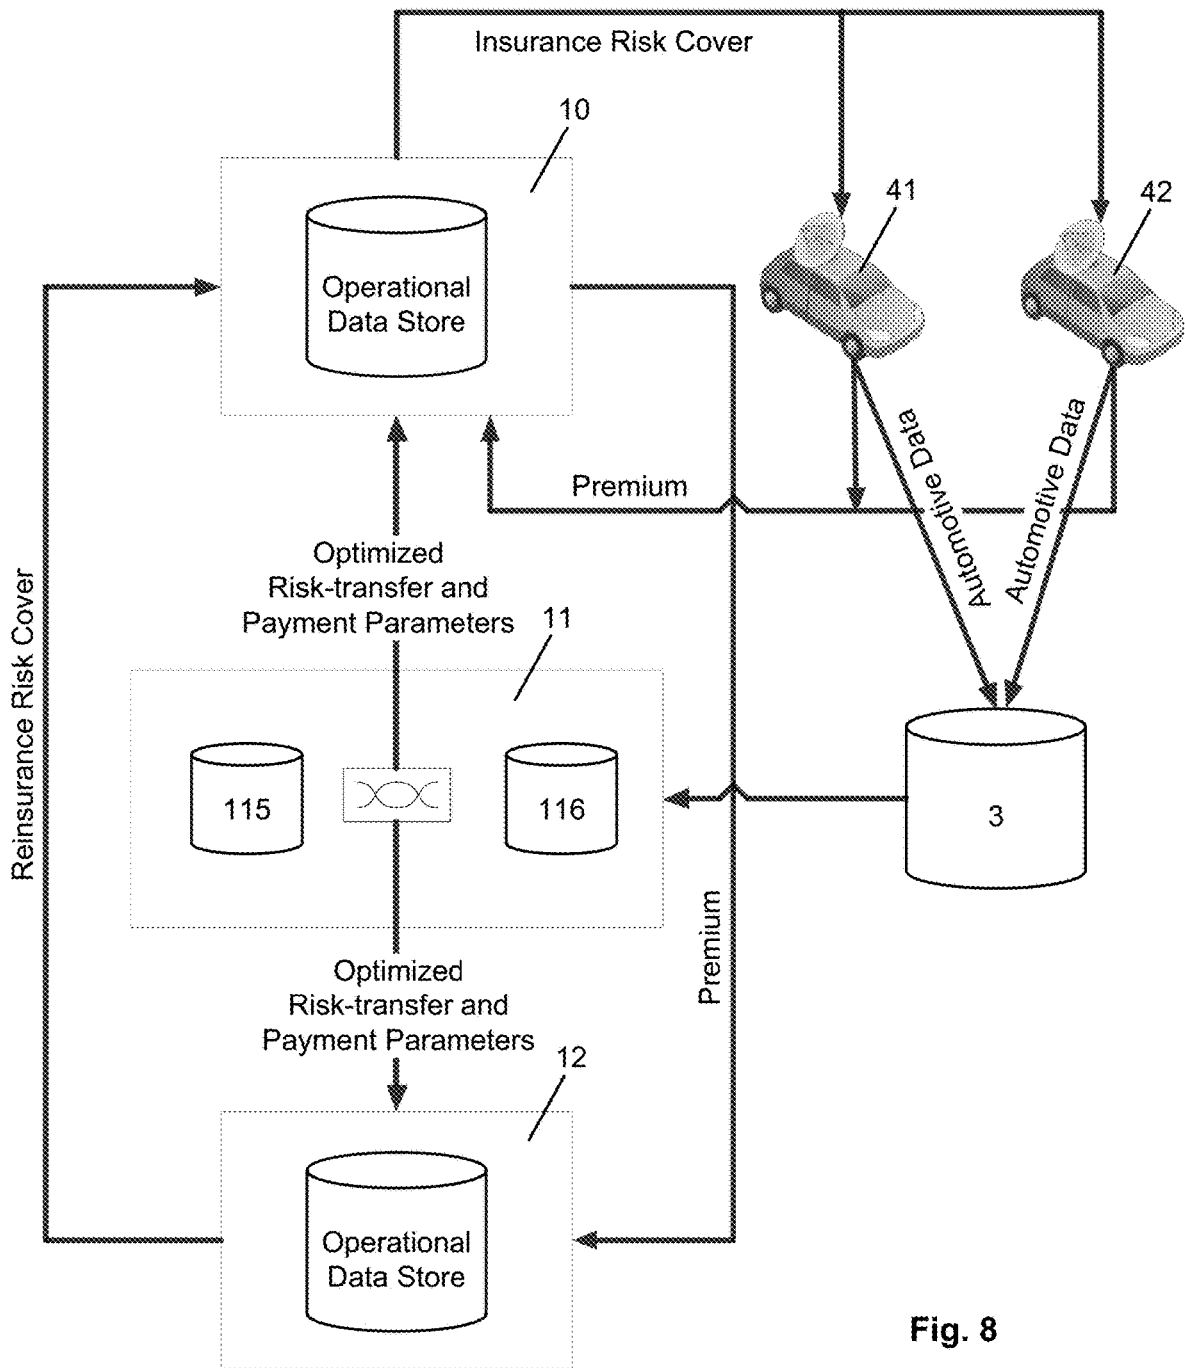 Insurance Risk Cover
10
41
42
Operational
Data Store
Premium
Automotive Data
Automotive Data
Optimized
Risk-transfer and
Payment Parameters
11
Reinsurance Risk Cover
115
116
3
Premium
Optimized
Risk-transfer and
Payment Parameters
12
Operational
Data Store
Fig. 8